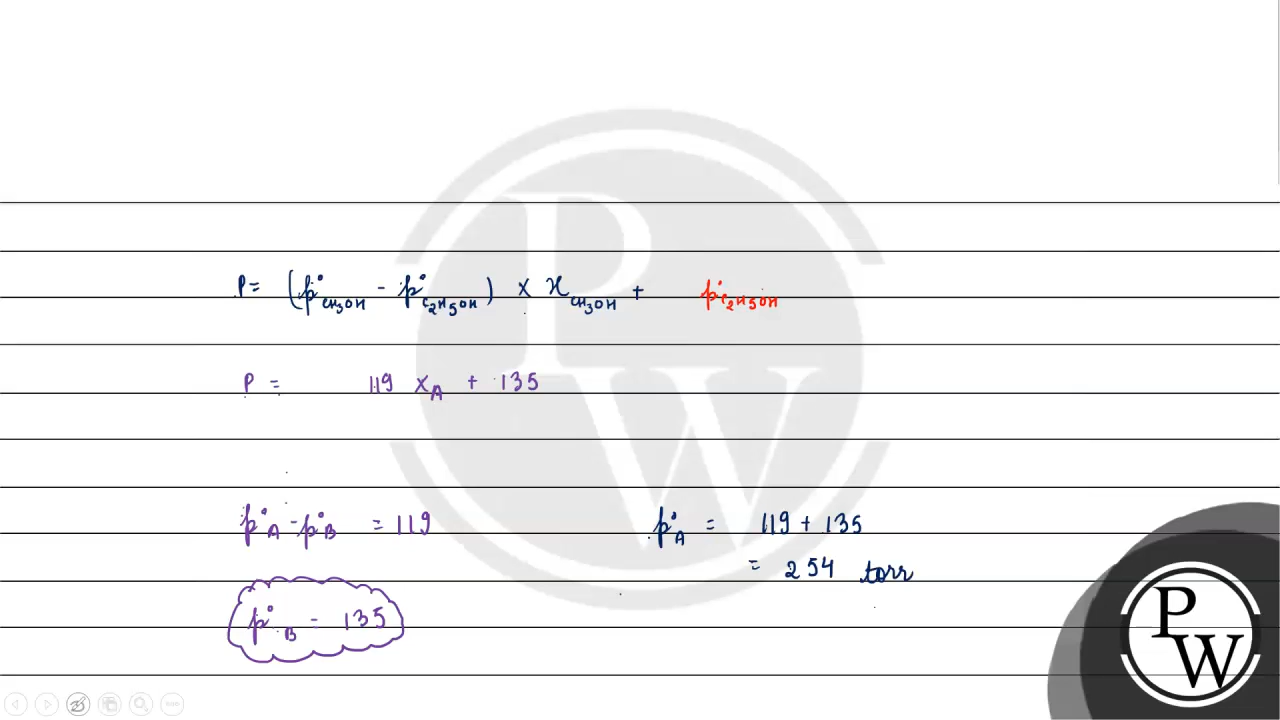 P = (p°CH₃OH - p°C₂H₅OH) × xCH₃OH + p°C₂H₅OH
P = 119 xA + 135
p°A - p°B = 119
p°A = 119 + 135
= 254 torr
p°B = 135
P
W
P
W